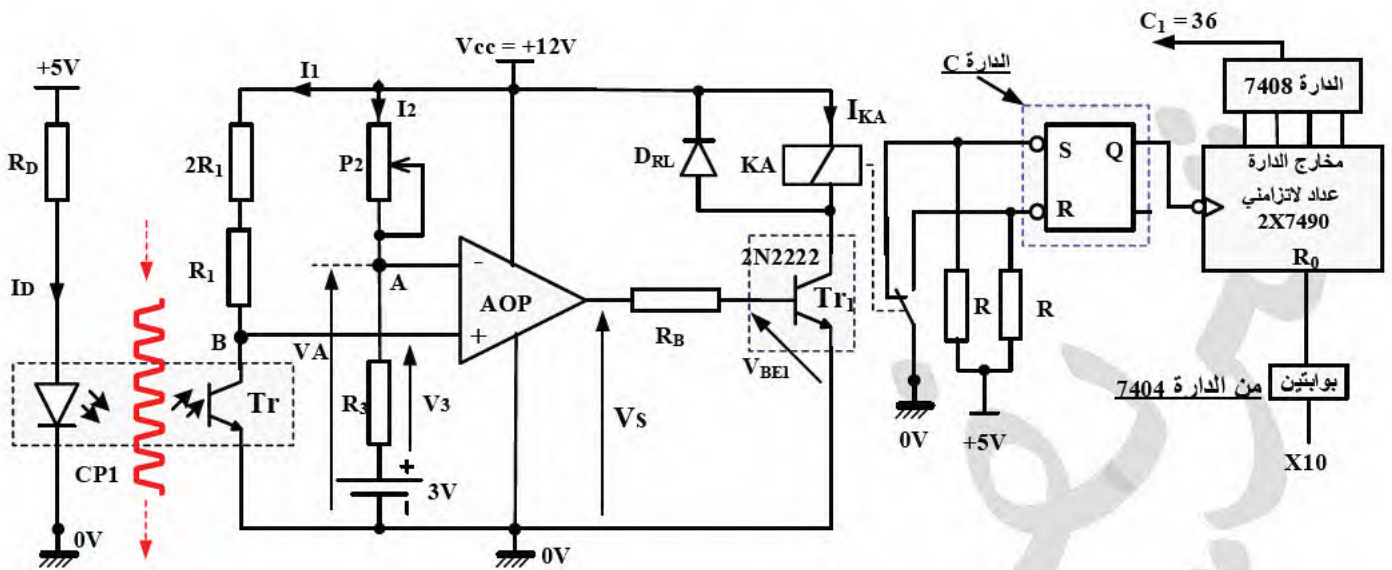 +5V
RD
ID
CP1
0V
Vcc = +12V
I1
I2
2R1
R1
P2
B
A
VA
Tr
R3
V3
3V
+
-
-
+
AOP
Vs
0V
RB
DRL
KA
IKA
2N2222
Tr1
VBE1
الدارة C
S
Q
R
R
R
0V
+5V
C1 = 36
الدارة 7408
مخارج الدارة
عداد لاتزامني
2X7490
R0
بوابتين
من الدارة 7404
X10